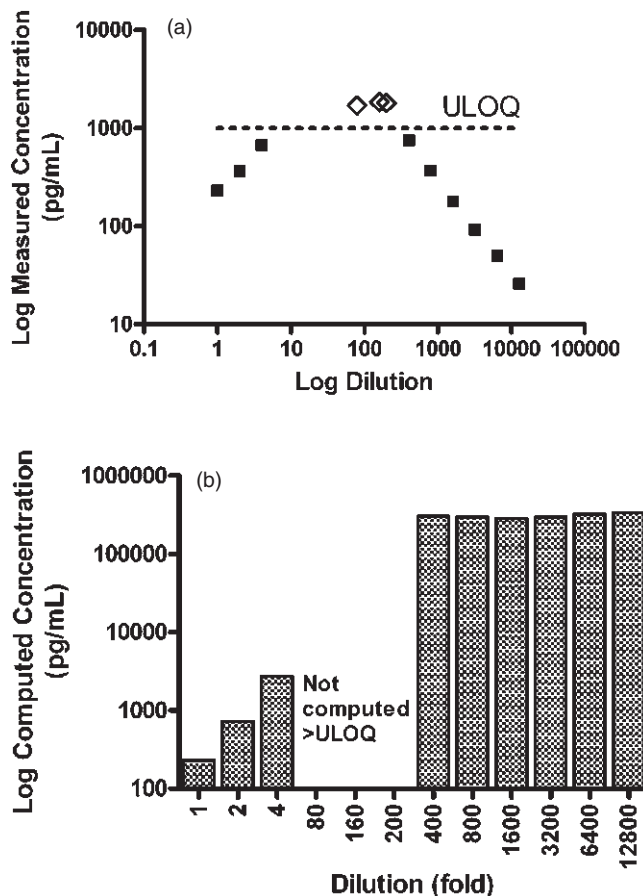 (a)
Log Measured Concentration
(pg/mL)
10000
1000
100
10
ULOQ
0.1
1
10
100
1000
10000
100000
Log Dilution
(b)
Log Computed Concentration
(pg/mL)
1000000
100000
10000
1000
100
Not
computed
>ULOQ
1
2
4
80
160
200
400
800
1600
3200
6400
12800
Dilution (fold)